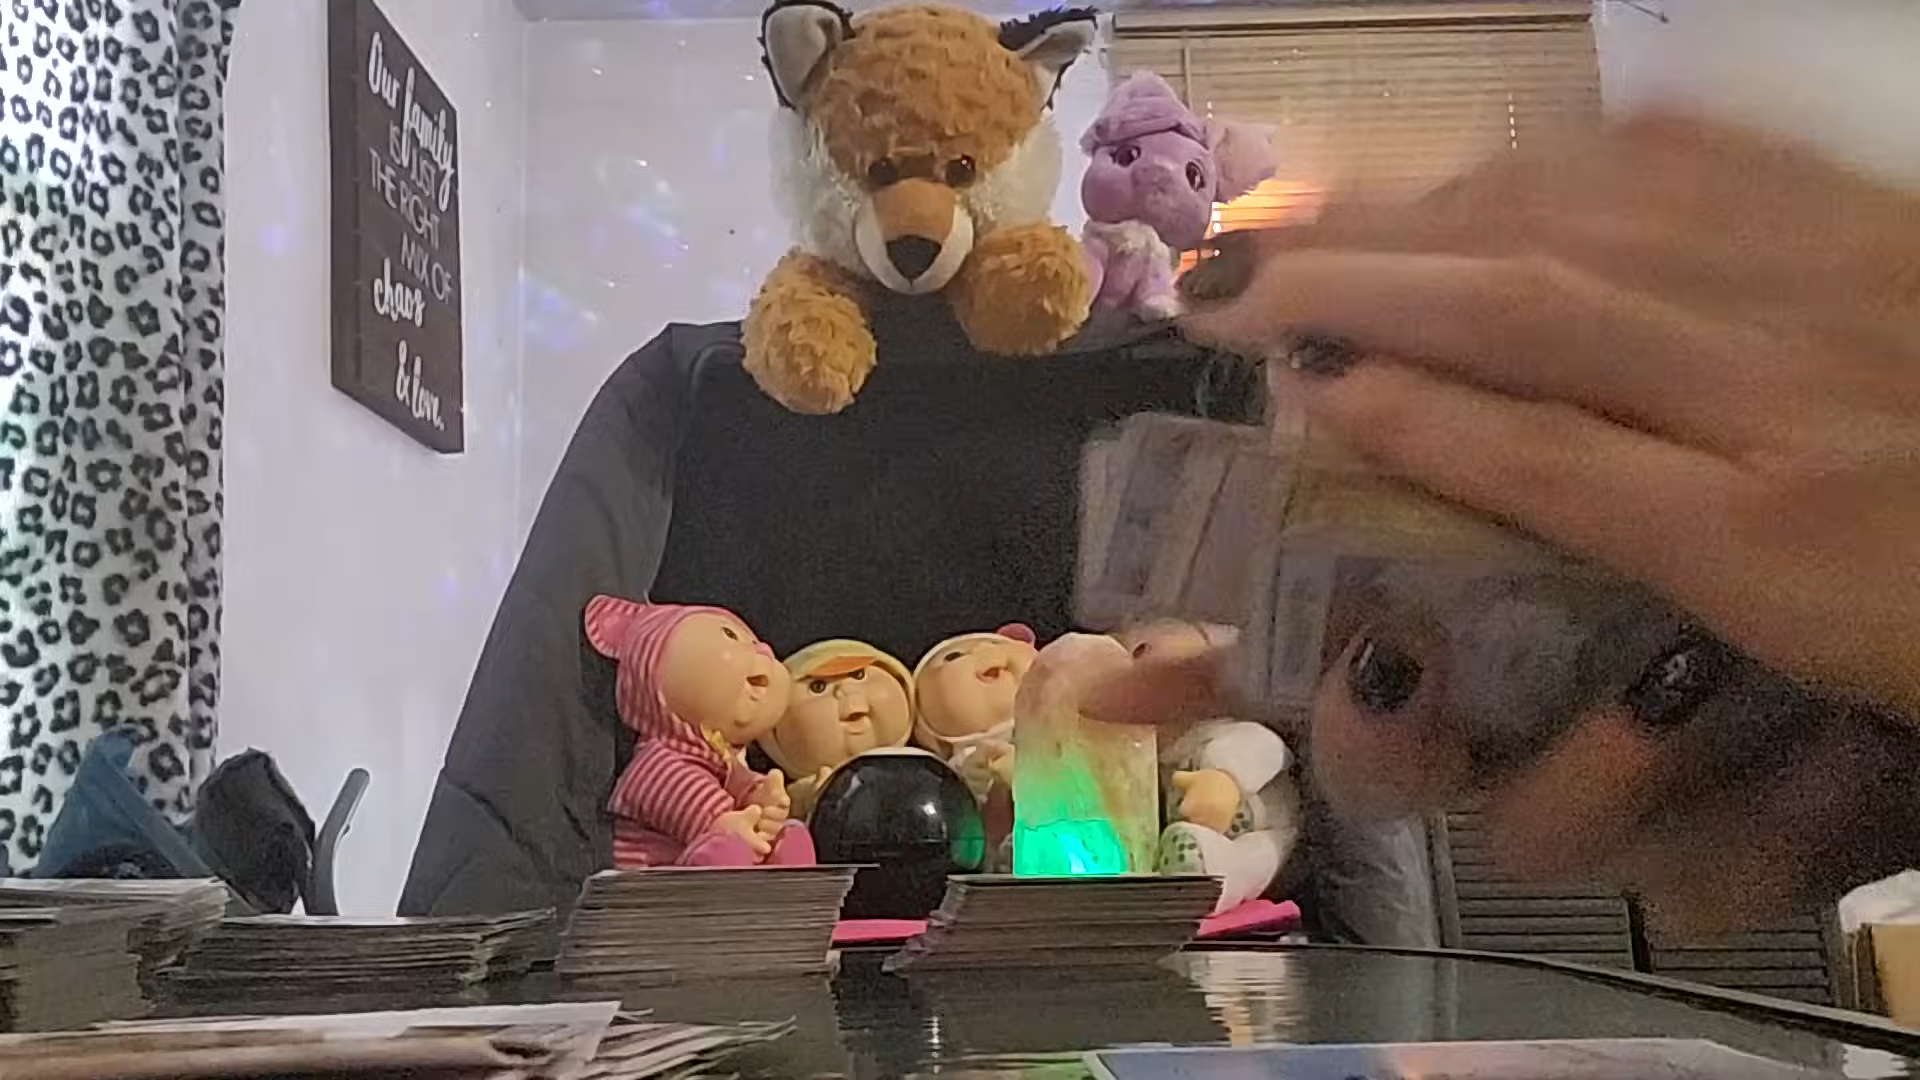 Our family
IS JUST
THE RIGHT
MIX OF
chaos
& love.